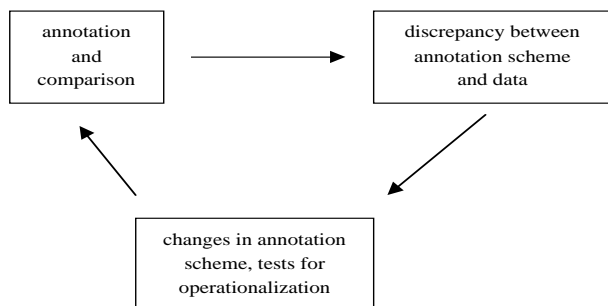 annotation
and
comparison
discrepancy between
annotation scheme
and data
changes in annotation
scheme, tests for
operationalization